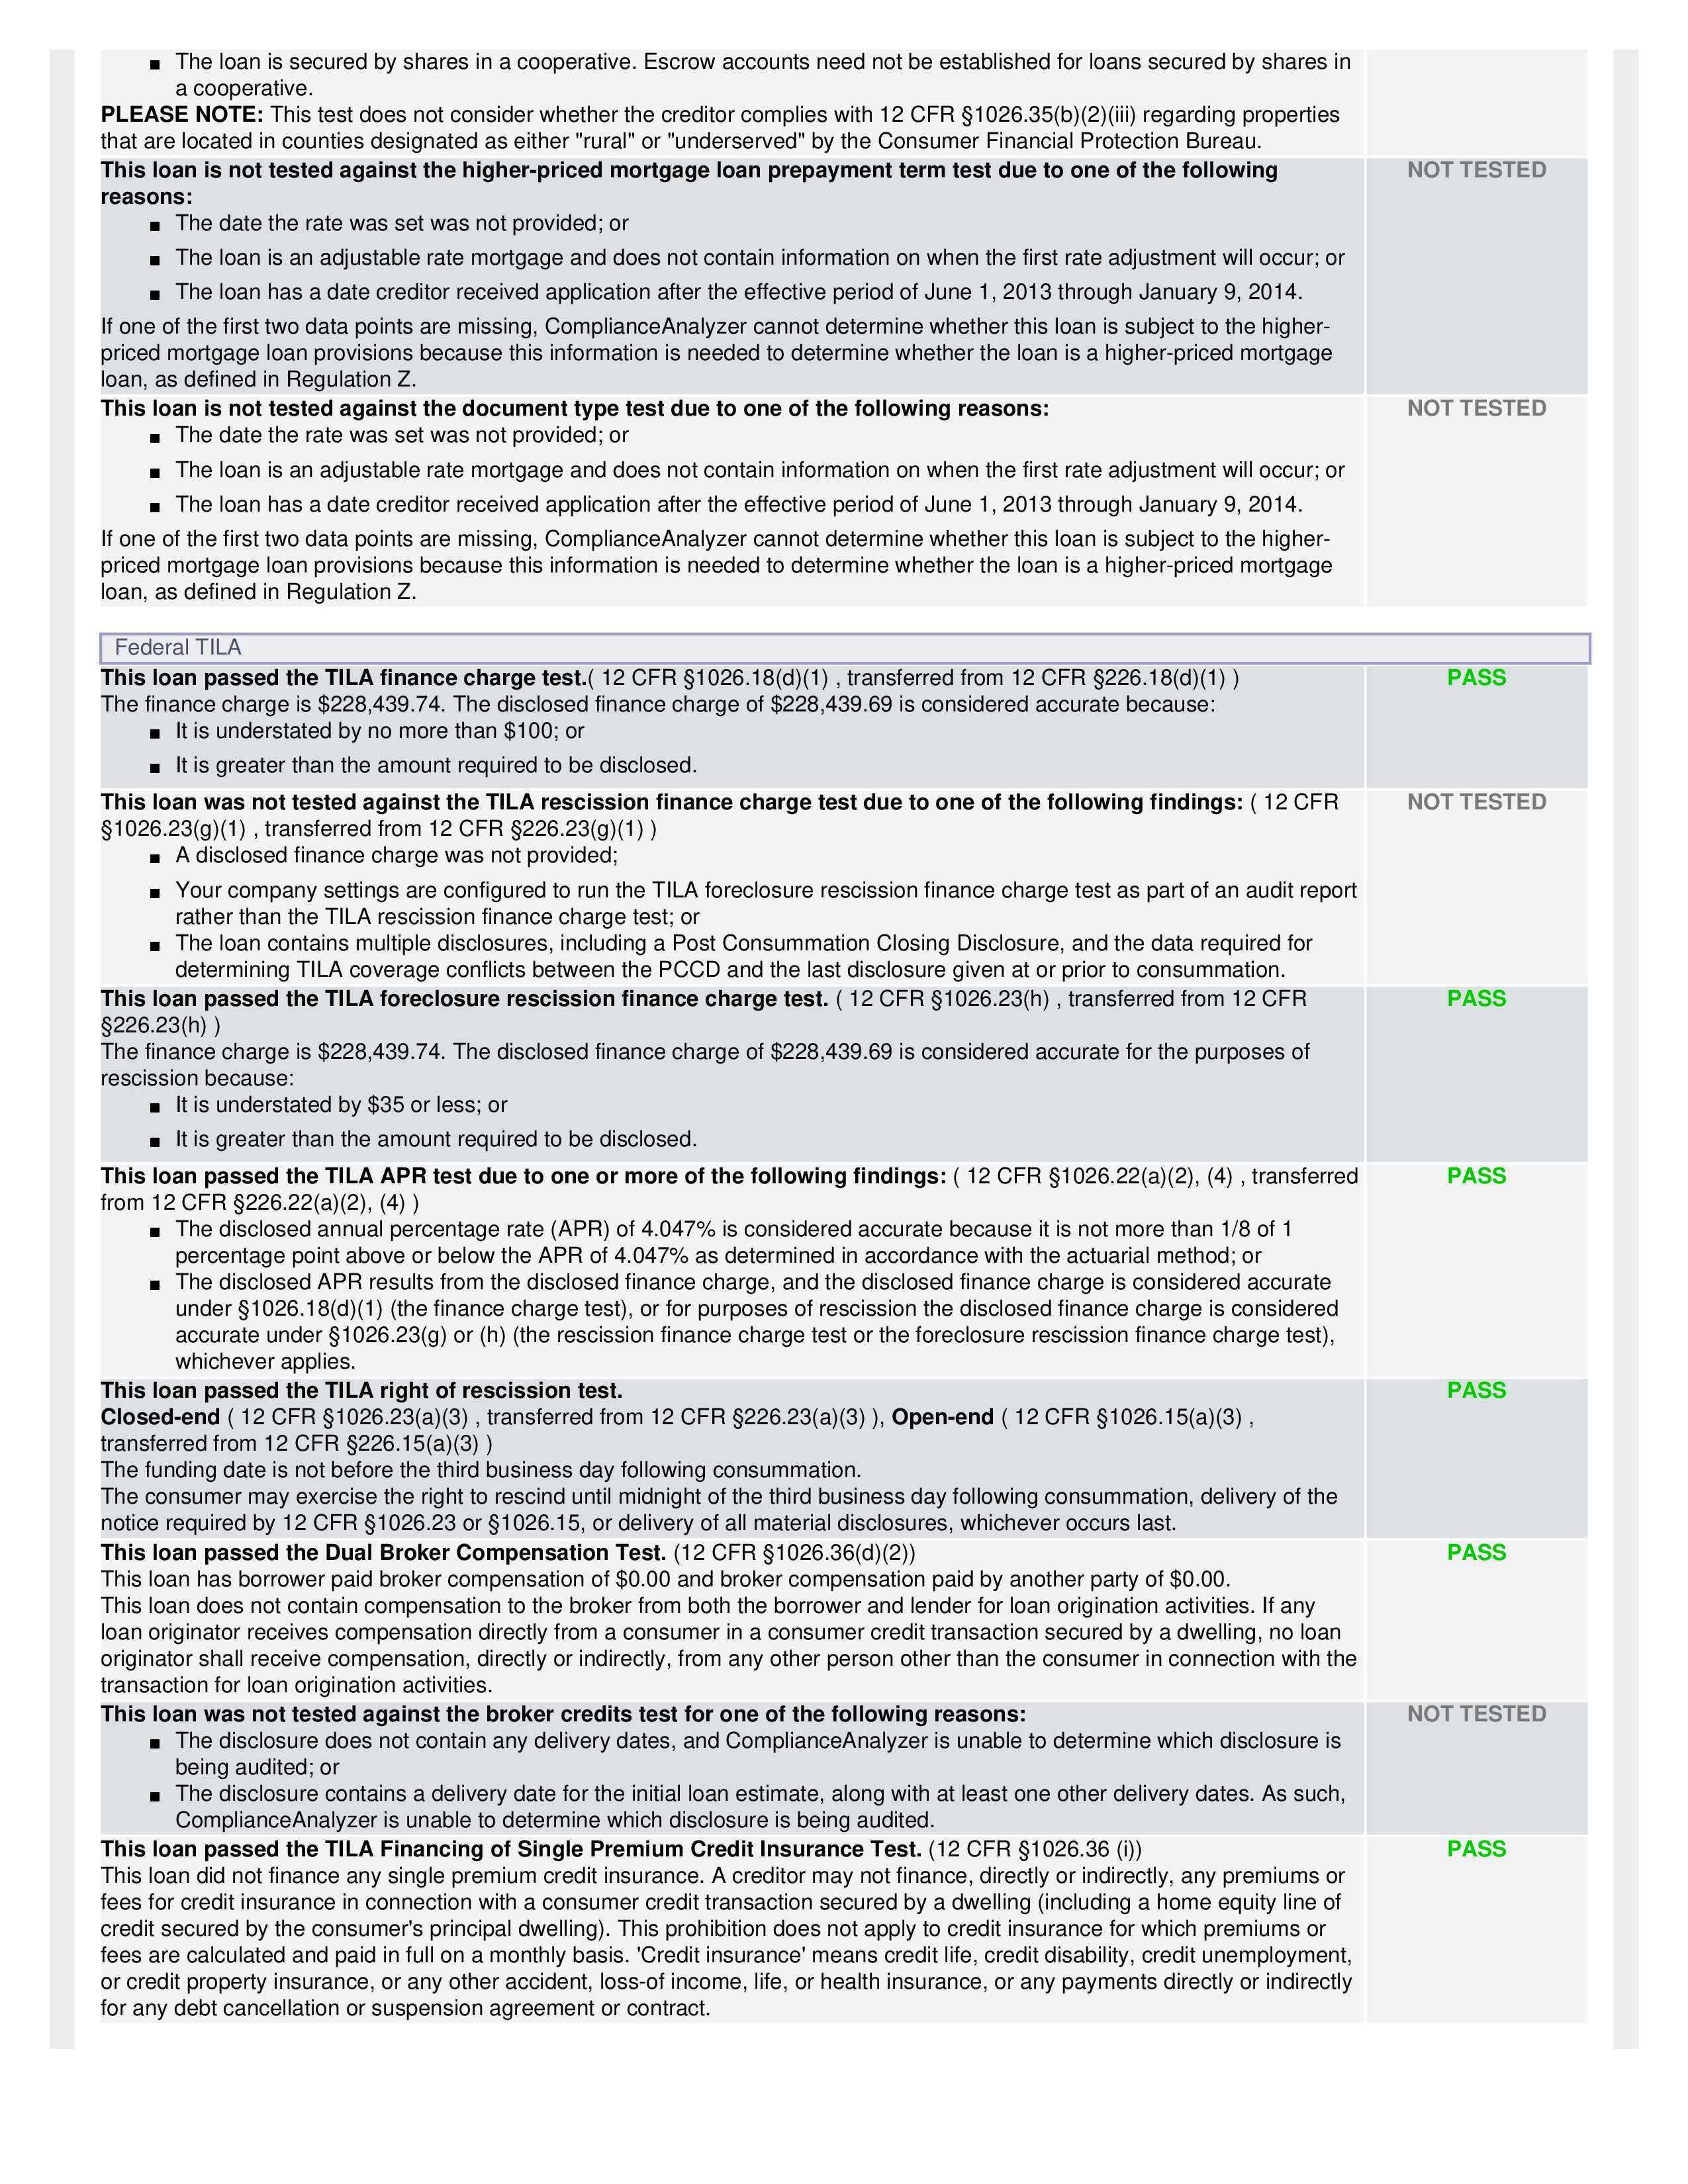 ■ The loan is secured by shares in a cooperative. Escrow accounts need not be established for loans secured by shares in
a cooperative.
PLEASE NOTE: This test does not consider whether the creditor complies with 12 CFR §1026.35(b)(2)(iii) regarding properties
that are located in counties designated as either "rural" or "underserved" by the Consumer Financial Protection Bureau.
This loan is not tested against the higher-priced mortgage loan prepayment term test due to one of the following
reasons:
NOT TESTED
■ The date the rate was set was not provided; or
■ The loan is an adjustable rate mortgage and does not contain information on when the first rate adjustment will occur; or
■ The loan has a date creditor received application after the effective period of June 1, 2013 through January 9, 2014.
If one of the first two data points are missing, ComplianceAnalyzer cannot determine whether this loan is subject to the higher-
priced mortgage loan provisions because this information is needed to determine whether the loan is a higher-priced mortgage
loan, as defined in Regulation Z.
This loan is not tested against the document type test due to one of the following reasons:
NOT TESTED
■ The date the rate was set was not provided; or
■ The loan is an adjustable rate mortgage and does not contain information on when the first rate adjustment will occur; or
■ The loan has a date creditor received application after the effective period of June 1, 2013 through January 9, 2014.
If one of the first two data points are missing, ComplianceAnalyzer cannot determine whether this loan is subject to the higher-
priced mortgage loan provisions because this information is needed to determine whether the loan is a higher-priced mortgage
loan, as defined in Regulation Z.
Federal TILA
This loan passed the TILA finance charge test.( 12 CFR §1026.18(d)(1) , transferred from 12 CFR §226.18(d)(1) )
PASS
The finance charge is $228,439.74. The disclosed finance charge of $228,439.69 is considered accurate because:
■ It is understated by no more than $100; or
■ It is greater than the amount required to be disclosed.
This loan was not tested against the TILA rescission finance charge test due to one of the following findings: ( 12 CFR
§1026.23(g)(1) , transferred from 12 CFR §226.23(g)(1) )
NOT TESTED
■ A disclosed finance charge was not provided;
■ Your company settings are configured to run the TILA foreclosure rescission finance charge test as part of an audit report
rather than the TILA rescission finance charge test; or
■ The loan contains multiple disclosures, including a Post Consummation Closing Disclosure, and the data required for
determining TILA coverage conflicts between the PCCD and the last disclosure given at or prior to consummation.
This loan passed the TILA foreclosure rescission finance charge test. ( 12 CFR §1026.23(h) , transferred from 12 CFR
§226.23(h) )
PASS
The finance charge is $228,439.74. The disclosed finance charge of $228,439.69 is considered accurate for the purposes of
rescission because:
■ It is understated by $35 or less; or
■ It is greater than the amount required to be disclosed.
This loan passed the TILA APR test due to one or more of the following findings: ( 12 CFR §1026.22(a)(2), (4) , transferred
from 12 CFR §226.22(a)(2), (4) )
PASS
■ The disclosed annual percentage rate (APR) of 4.047% is considered accurate because it is not more than 1/8 of 1
percentage point above or below the APR of 4.047% as determined in accordance with the actuarial method; or
■ The disclosed APR results from the disclosed finance charge, and the disclosed finance charge is considered accurate
under §1026.18(d)(1) (the finance charge test), or for purposes of rescission the disclosed finance charge is considered
accurate under §1026.23(g) or (h) (the rescission finance charge test or the foreclosure rescission finance charge test),
whichever applies.
This loan passed the TILA right of rescission test.
PASS
Closed-end ( 12 CFR §1026.23(a)(3) , transferred from 12 CFR §226.23(a)(3) ), Open-end ( 12 CFR §1026.15(a)(3) ,
transferred from 12 CFR §226.15(a)(3) )
The funding date is not before the third business day following consummation.
The consumer may exercise the right to rescind until midnight of the third business day following consummation, delivery of the
notice required by 12 CFR §1026.23 or §1026.15, or delivery of all material disclosures, whichever occurs last.
This loan passed the Dual Broker Compensation Test. (12 CFR §1026.36(d)(2))
PASS
This loan has borrower paid broker compensation of $0.00 and broker compensation paid by another party of $0.00.
This loan does not contain compensation to the broker from both the borrower and lender for loan origination activities. If any
loan originator receives compensation directly from a consumer in a consumer credit transaction secured by a dwelling, no loan
originator shall receive compensation, directly or indirectly, from any other person other than the consumer in connection with the
transaction for loan origination activities.
This loan was not tested against the broker credits test for one of the following reasons:
NOT TESTED
■ The disclosure does not contain any delivery dates, and ComplianceAnalyzer is unable to determine which disclosure is
being audited; or
■ The disclosure contains a delivery date for the initial loan estimate, along with at least one other delivery dates. As such,
ComplianceAnalyzer is unable to determine which disclosure is being audited.
This loan passed the TILA Financing of Single Premium Credit Insurance Test. (12 CFR §1026.36 (i))
PASS
This loan did not finance any single premium credit insurance. A creditor may not finance, directly or indirectly, any premiums or
fees for credit insurance in connection with a consumer credit transaction secured by a dwelling (including a home equity line of
credit secured by the consumer's principal dwelling). This prohibition does not apply to credit insurance for which premiums or
fees are calculated and paid in full on a monthly basis. 'Credit insurance' means credit life, credit disability, credit unemployment,
or credit property insurance, or any other accident, loss-of income, life, or health insurance, or any payments directly or indirectly
for any debt cancellation or suspension agreement or contract.